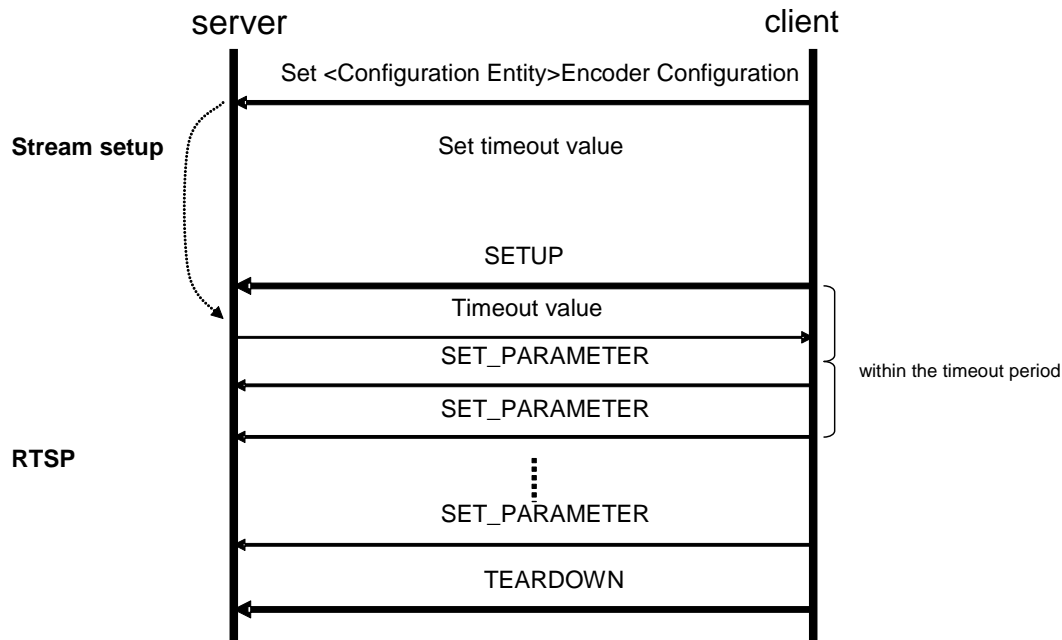 server
client
Set <Configuration Entity>Encoder Configuration
Stream setup
Set timeout value
SETUP
Timeout value
SET_PARAMETER
within the timeout period
SET_PARAMETER
RTSP
SET_PARAMETER
TEARDOWN